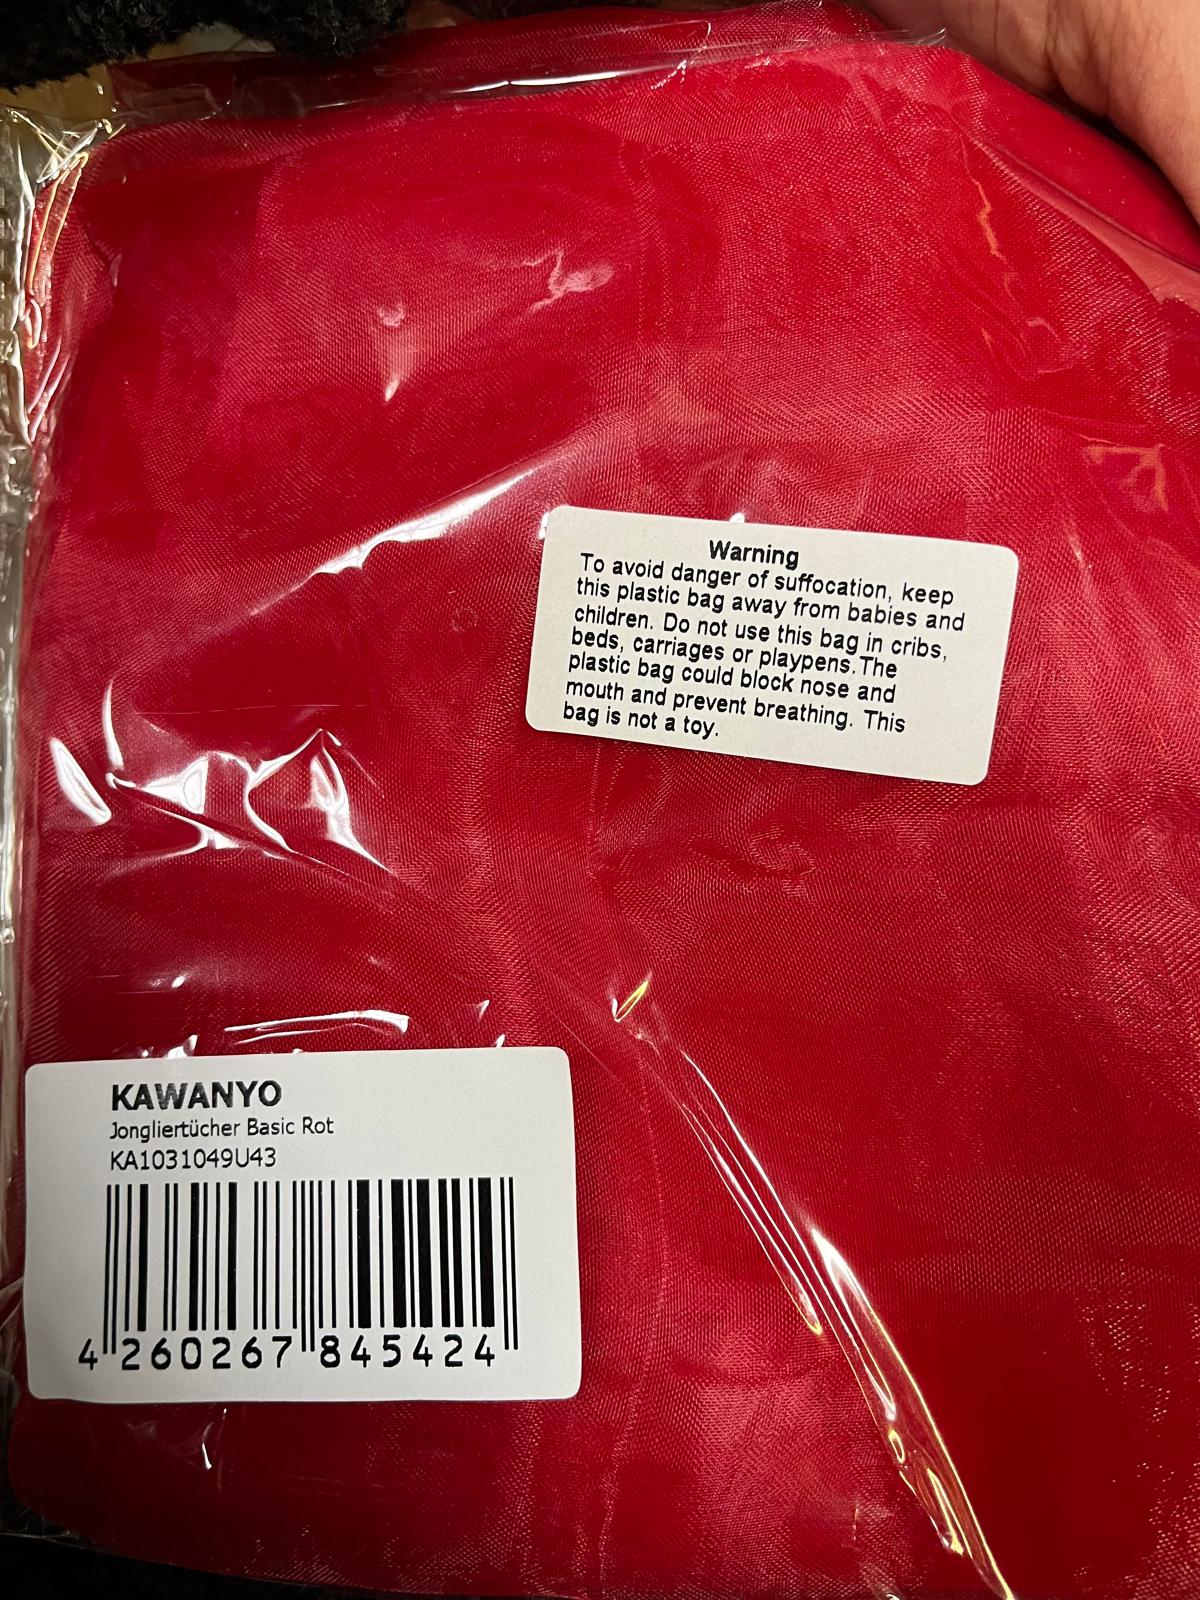 Warning
To avoid danger of suffocation, keep
this plastic bag away from babies and
children. Do not use this bag in cribs,
beds, carriages or playpens.The
plastic bag could block nose and
mouth and prevent breathing. This
bag is not a toy.
KAWANYO
Jongliertücher Basic Rot
KA1031049U43
4 260267 845424